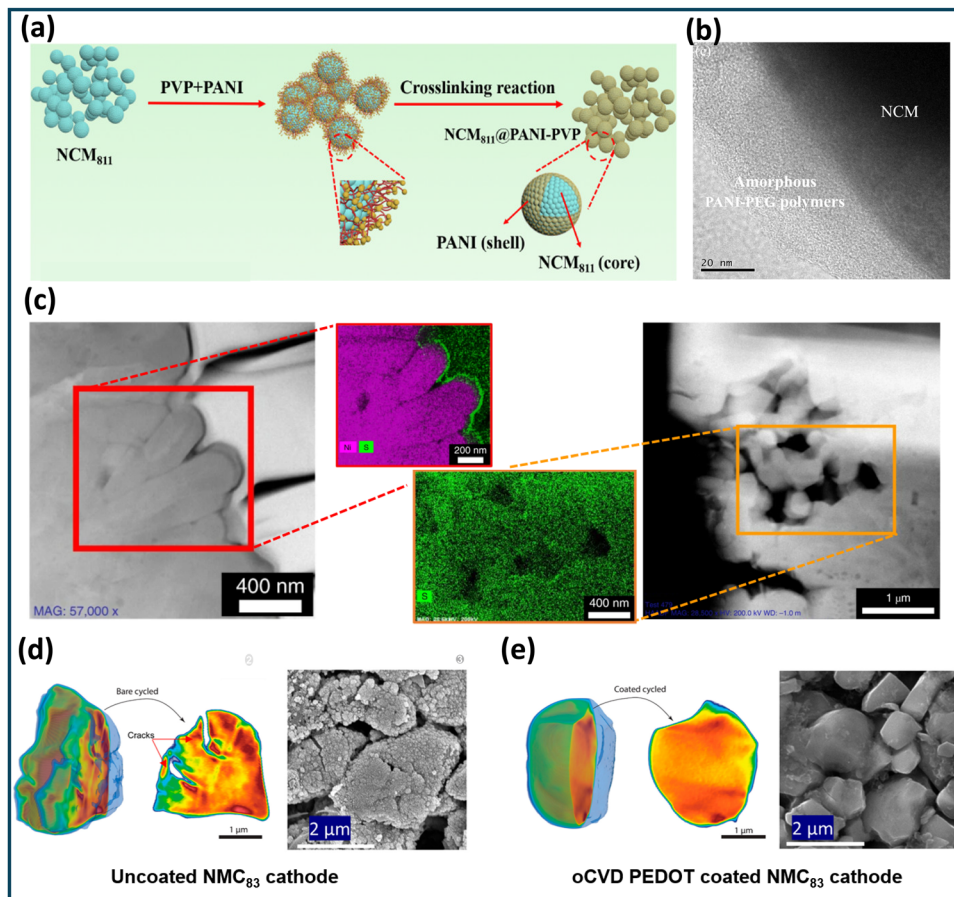 (a)
NCM811
PVP+PANI
Crosslinking reaction
NCM811@PANI-PVP
PANI (shell)
NCM811 (core)
(b)
NCM
Amorphous
PANI-PEG polymers
20 nm
(c)
MAG: 57,000 x
400 nm
Ni S
200 nm
S
400 nm
1 µm
(d)
Bare cycled
Cracks
1 µm
2 µm
Uncoated NMC83 cathode
(e)
Coated cycled
1 µm
2 µm
oCVD PEDOT coated NMC83 cathode